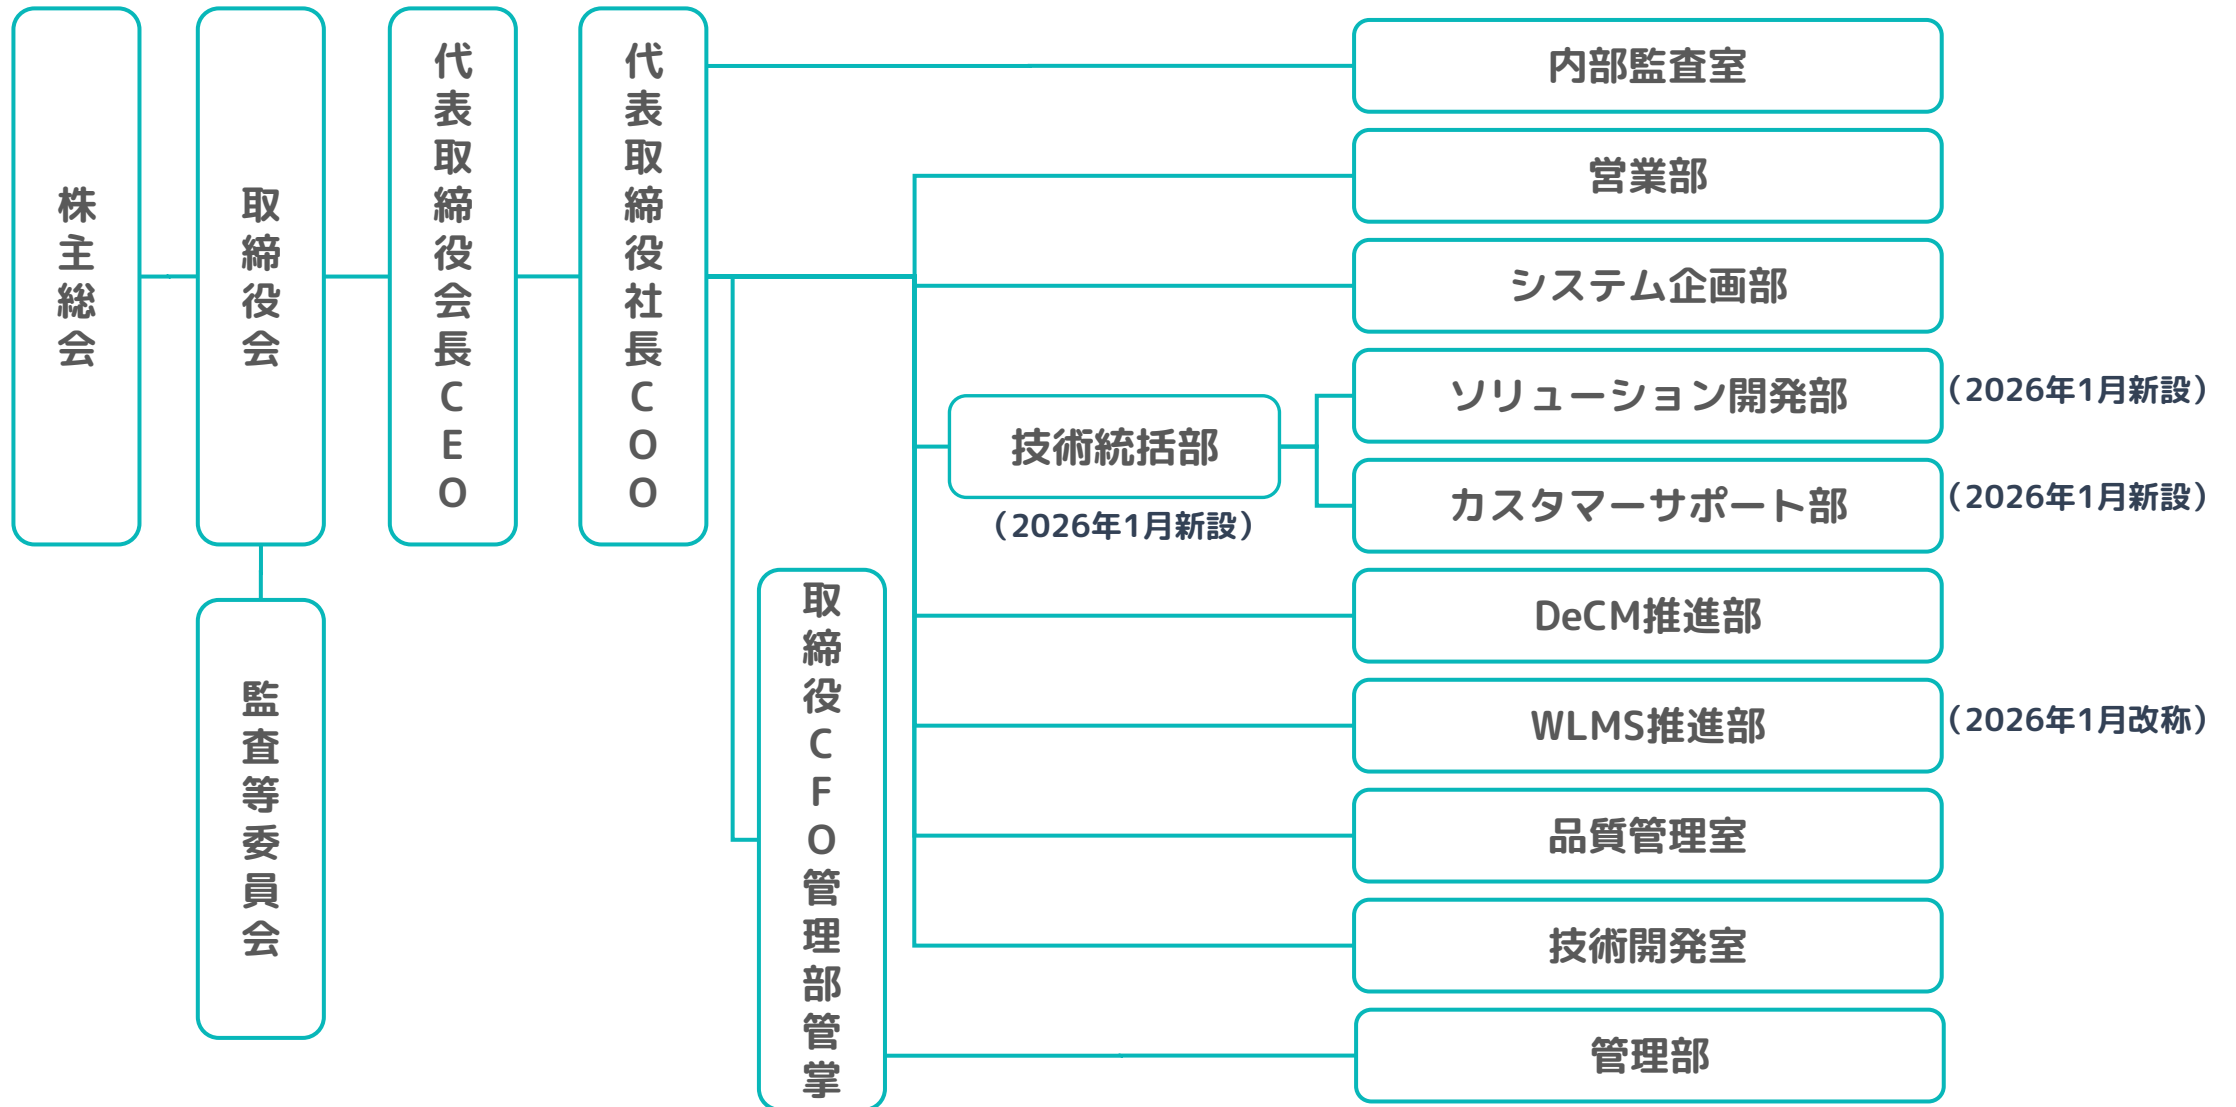 株主総会
取締役会
代表取締役会長CEO
代表取締役社長COO
監査等委員会
取締役CFO管理部管掌
内部監査室
営業部
システム企画部
技術統括部
（2026年1月新設）
ソリューション開発部
（2026年1月新設）
カスタマーサポート部
（2026年1月新設）
DeCM推進部
WLMS推進部
（2026年1月改称）
品質管理室
技術開発室
管理部